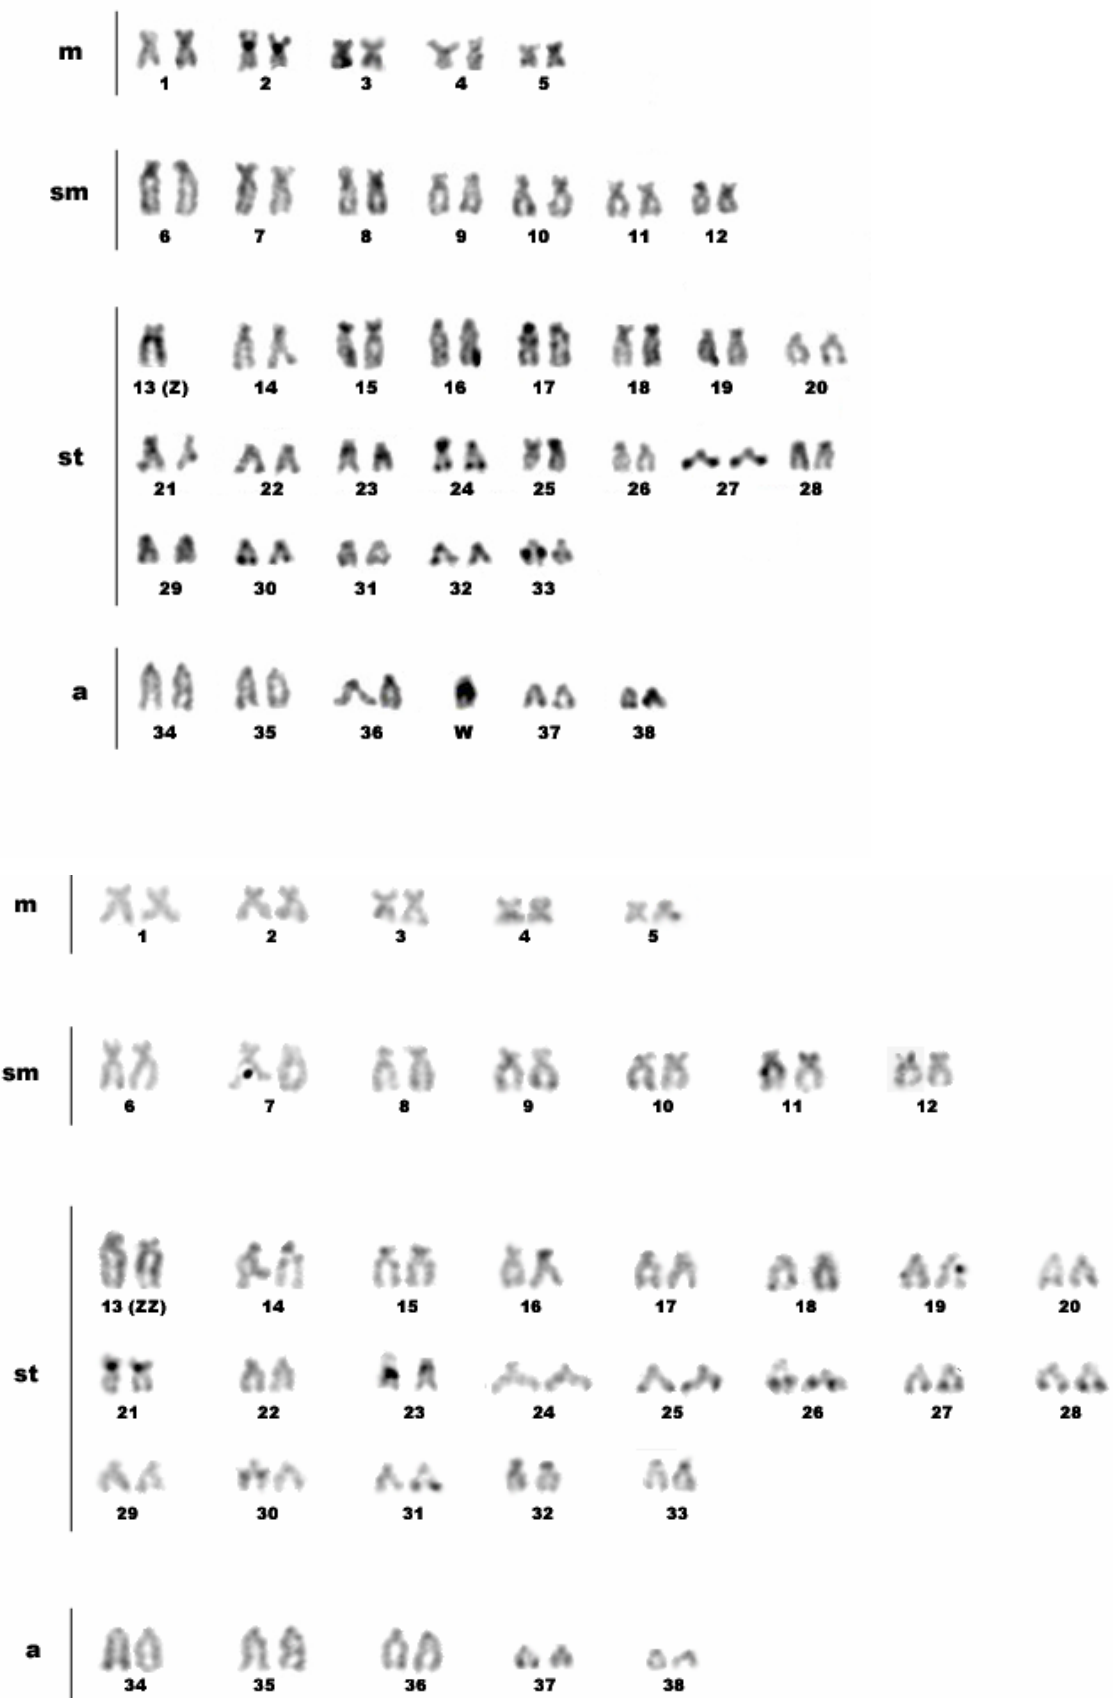 m
1 2 3 4 5
sm
6 7 8 9 10 11 12
13 (Z) 14 15 16 17 18 19 20
st
21 22 23 24 25 26 27 28
29 30 31 32 33
a
34 35 36 W 37 38
m
1 2 3 4 5
sm
6 7 8 9 10 11 12
13 (ZZ) 14 15 16 17 18 19 20
st
21 22 23 24 25 26 27 28
29 30 31 32 33
a
34 35 36 37 38